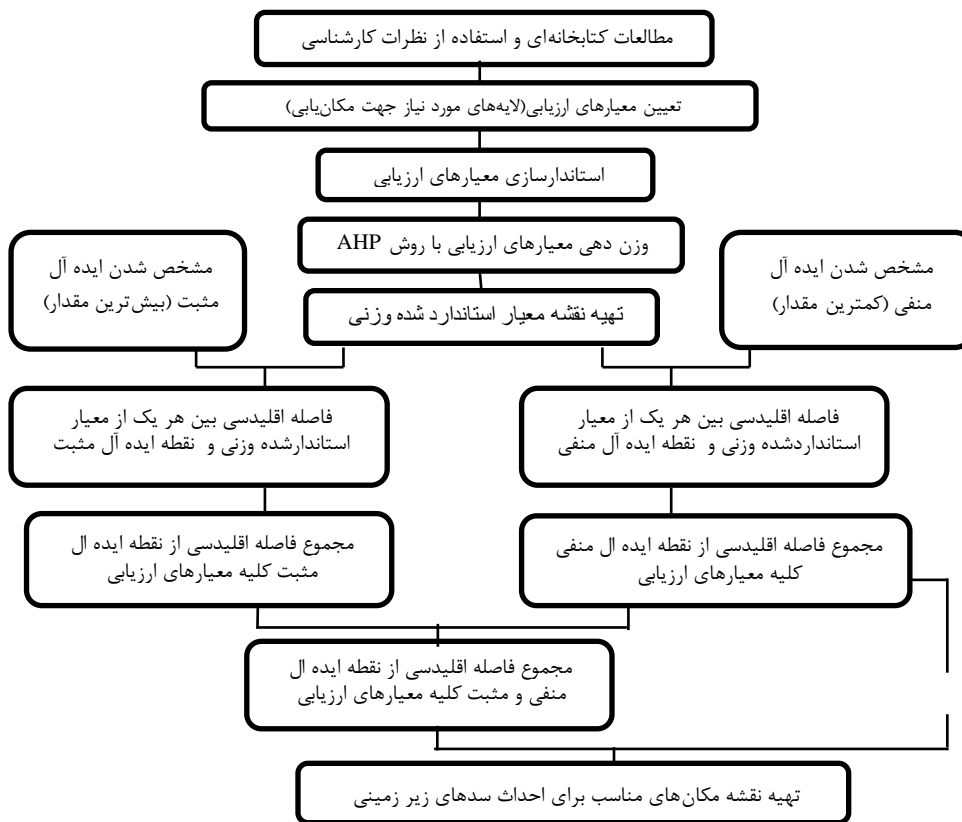 مطالعات کتابخانه‌ای و استفاده از نظرات کارشناسی
تعیین معیارهای ارزیابی(لایه‌های مورد نیاز جهت مکان‌یابی)
استاندارسازی معیارهای ارزیابی
وزن دهی معیارهای ارزیابی با روش AHP
مشخص شدن ایده آل
منفی (کمترین مقدار)
مشخص شدن ایده آل
مثبت (بیش‌ترین مقدار)
تهیه نقشه معیار استاندارد شده وزنی
فاصله اقلیدسی بین هر یک از معیار
استانداردشده وزنی و نقطه ایده آل منفی
فاصله اقلیدسی بین هر یک از معیار
استاندارشده وزنی و نقطه ایده آل مثبت
مجموع فاصله اقلیدسی از نقطه ایده ال منفی
کلیه معیارهای ارزیابی
مجموع فاصله اقلیدسی از نقطه ایده ال
مثبت کلیه معیارهای ارزیابی
مجموع فاصله اقلیدسی از نقطه ایده ال
منفی و مثبت کلیه معیارهای ارزیابی
تهیه نقشه مکان‌های مناسب برای احداث سدهای زیر زمینی